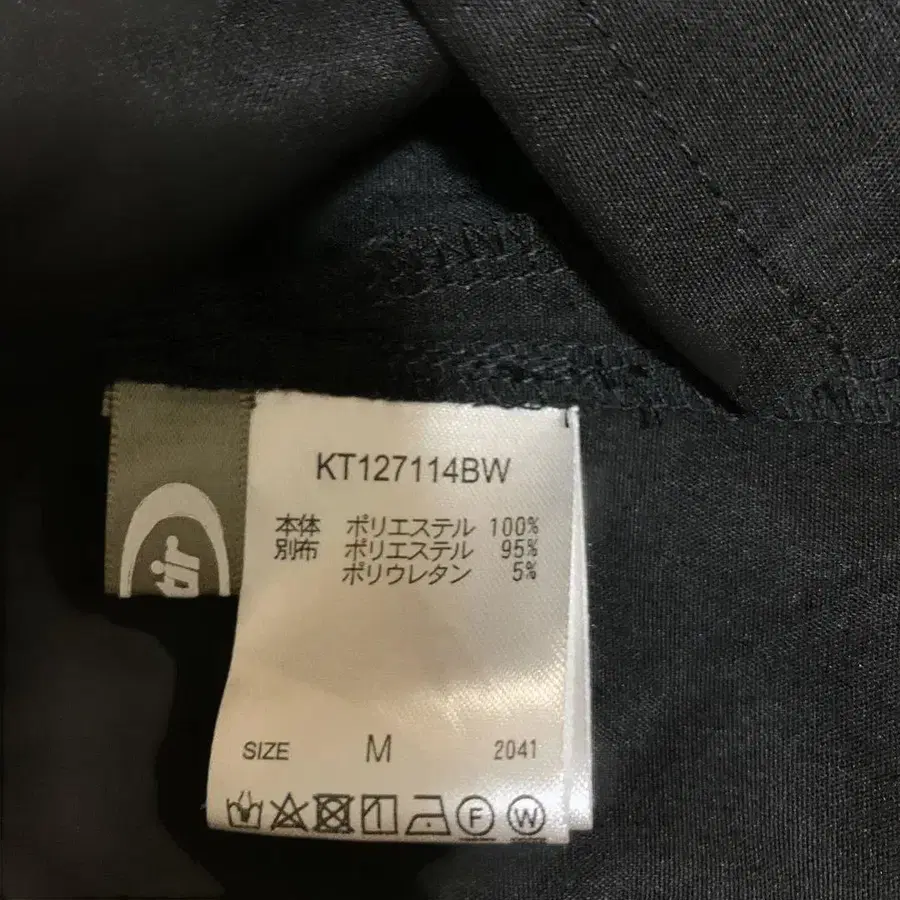 KT127114BW
本体 ポリエステル 100%
別布 ポリエステル 95%
ポリウレタン 5%
SIZE M 2041
F W